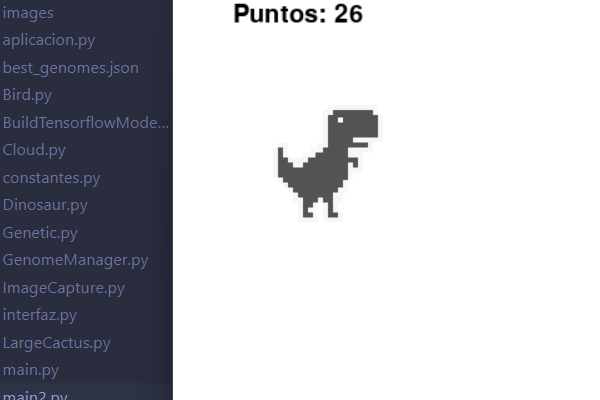 images
aplicacion.py
best_genomes.json
Bird.py
BuildTensorflowMode...
Cloud.py
constantes.py
Dinosaur.py
Genetic.py
GenomeManager.py
ImageCapture.py
interfaz.py
LargeCactus.py
main.py
main2.py
Puntos: 26